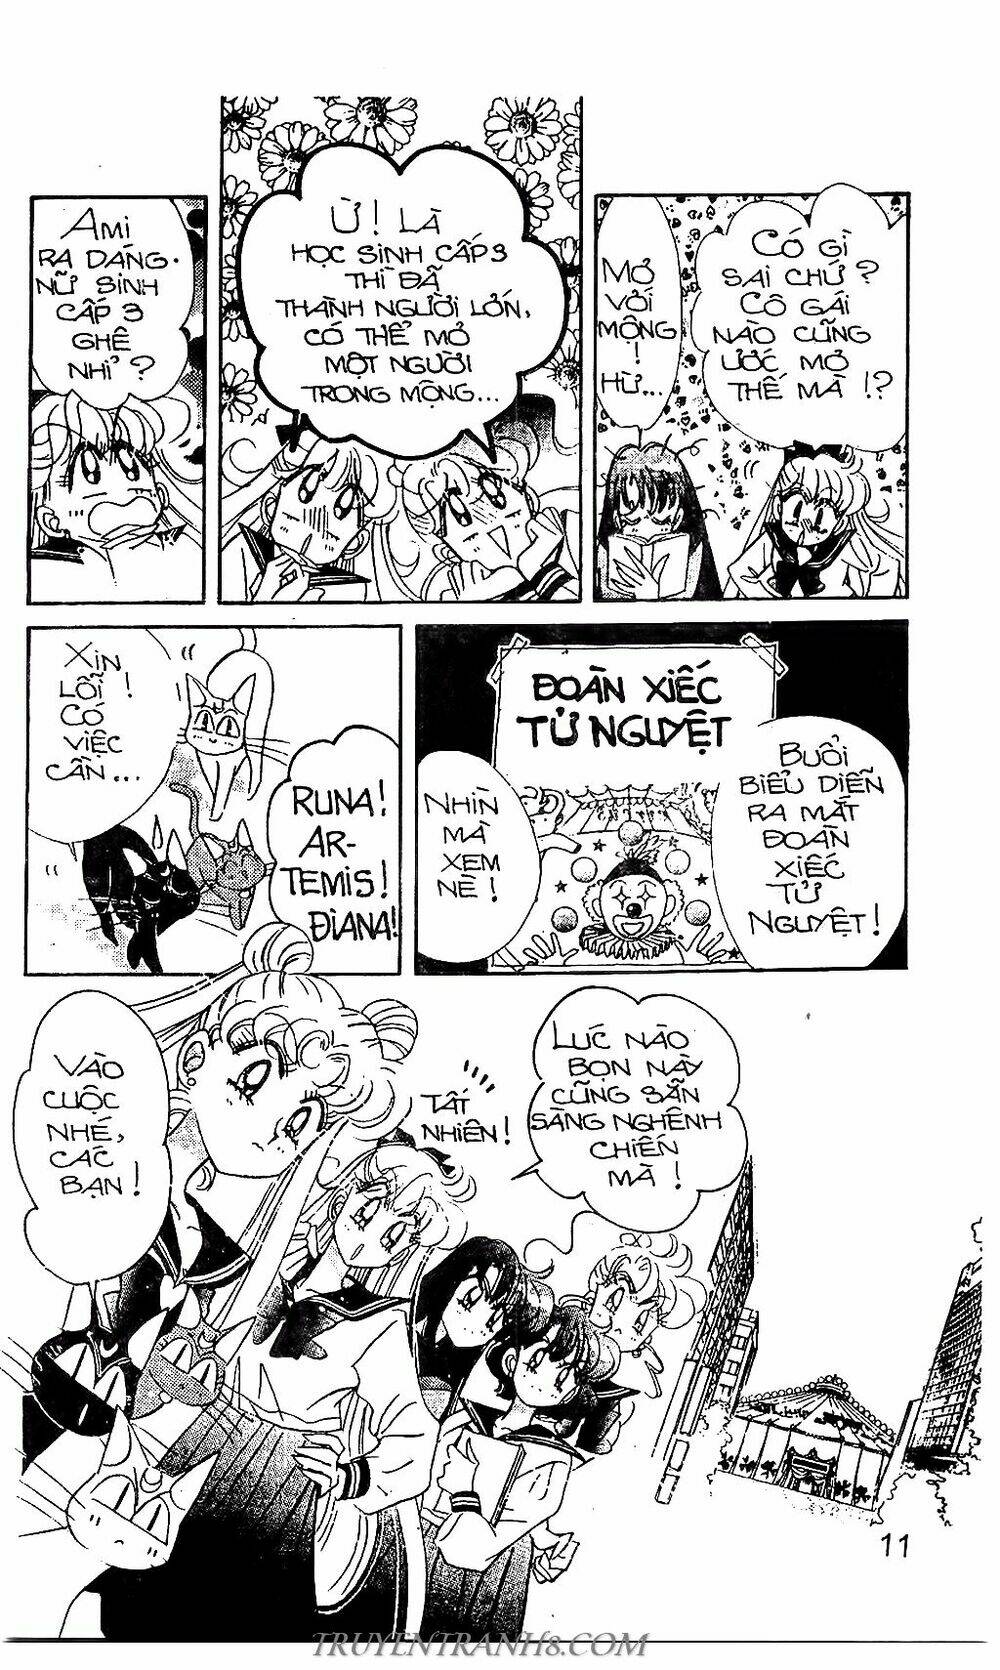 AMI
RA DÁNG
NỮ SINH
CẤP 3
GHÊ
NHỈ?
Ừ! LÀ
HỌC SINH CẤP 3
THÌ ĐÃ
THÀNH NGƯỜI LỚN,
CÓ THỂ MƠ
MỘT NGƯỜI
TRONG MỘNG...
MƠ
VỚI
MỘNG
!
HỪ...
CÓ GÌ
SAI CHỨ?
CÔ GÁI
NÀO CŨNG
ƯỚC MƠ
THẾ MÀ!?
XIN
LỖI!
CÓ
VIỆC
CẦN...
RUNA!
AR-
TEMIS!
ĐIANA!
ĐOÀN XIẾC
TỬ NGUYỆT
NHÌN
MÀ
XEM
NÈ!
BUỔI
BIỂU DIỄN
RA MẮT
ĐOÀN
XIẾC
TỬ
NGUYỆT!
VÀO
CUỘC
NHÉ,
CÁC
BẠN!
TẤT
NHIÊN!
LÚC NÀO
BỌN NÀY
CŨNG SẴN
SÀNG NGHÊNH
CHIẾN
MÀ!
11
TRUYENTRANH8.COM